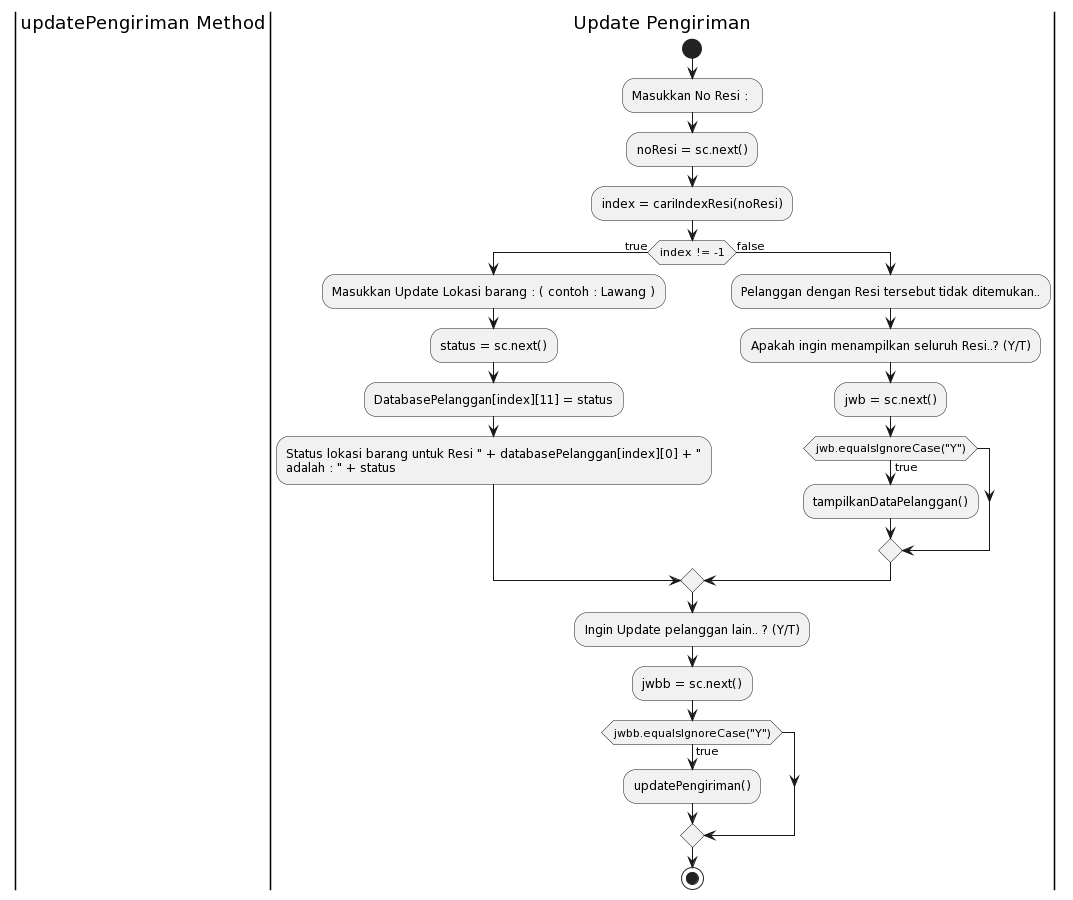 updatePengiriman Method
Update Pengiriman
Masukkan No Resi :
noResi = sc.next()
index = cariIndexResi(noResi)
true
index != -1
false
Masukkan Update Lokasi barang : ( contoh : Lawang )
status = sc.next()
DatabasePelanggan[index][11] = status
Status lokasi barang untuk Resi " + databasePelanggan[index][0] + "
adalah : " + status
Pelanggan dengan Resi tersebut tidak ditemukan..
Apakah ingin menampilkan seluruh Resi..? (Y/T)
jwb = sc.next()
jwb.equalsIgnoreCase("Y")
true
tampilkanDataPelanggan()
Ingin Update pelanggan lain.. ? (Y/T)
jwbb = sc.next()
jwbb.equalsIgnoreCase("Y")
true
updatePengiriman()